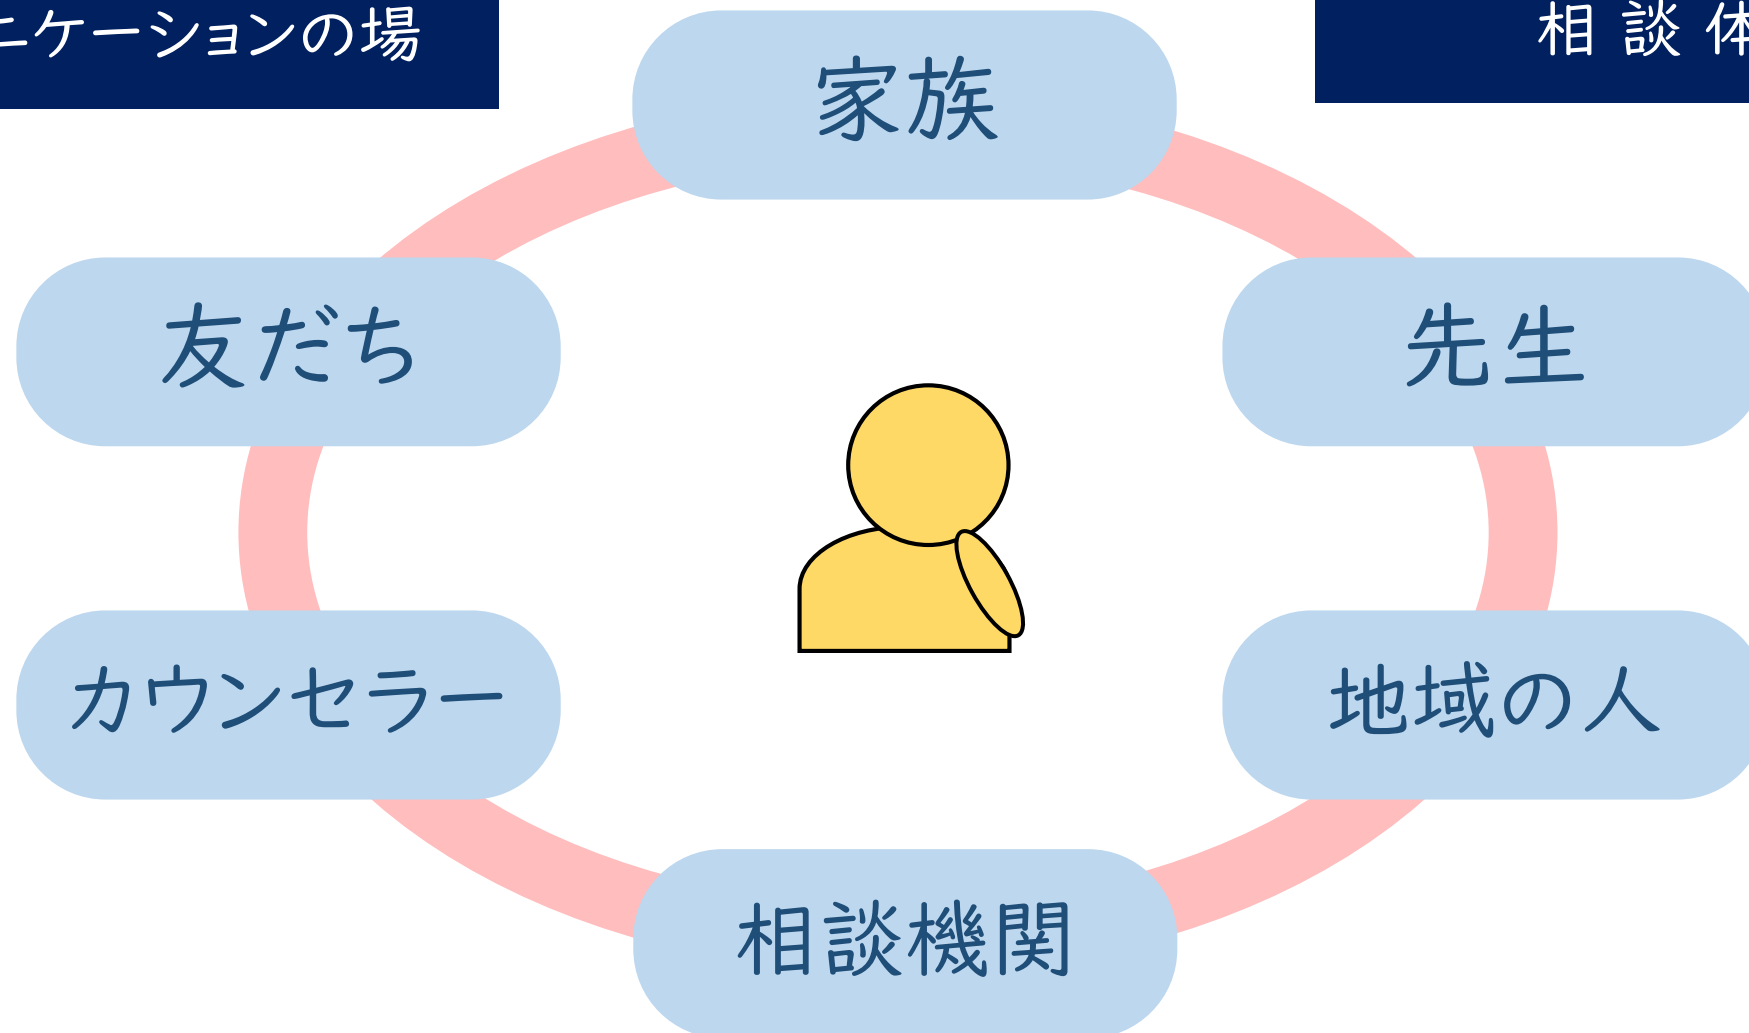 ニケーションの場
相談体
家族
友だち
先生
カウンセラー
地域の人
相談機関